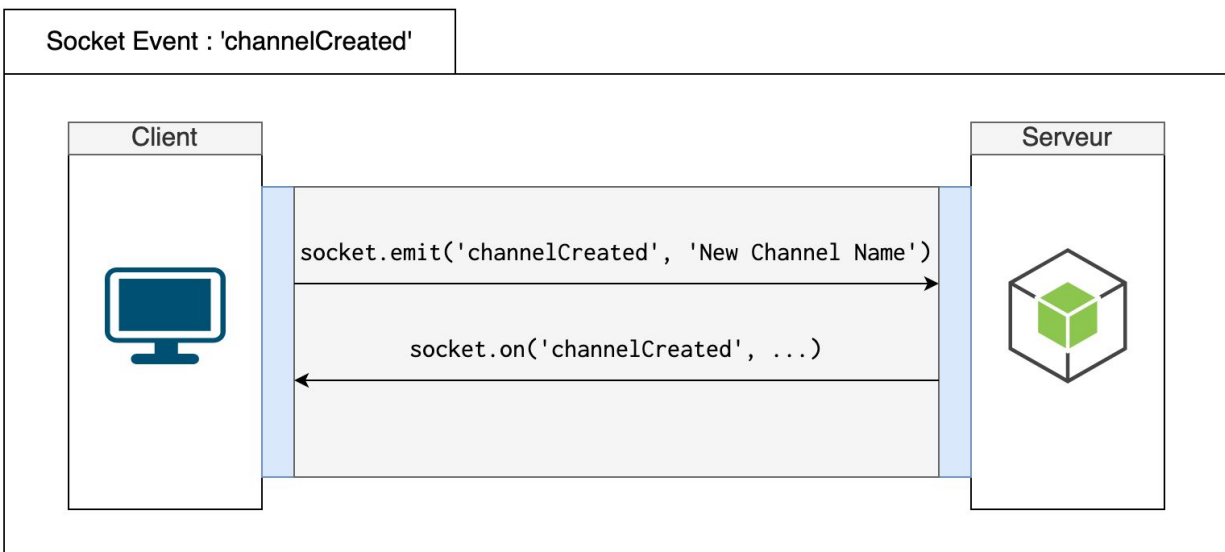 Socket Event : 'channelCreated'
Client
Serveur
socket.emit('channelCreated', 'New Channel Name')
socket.on('channelCreated', ...)